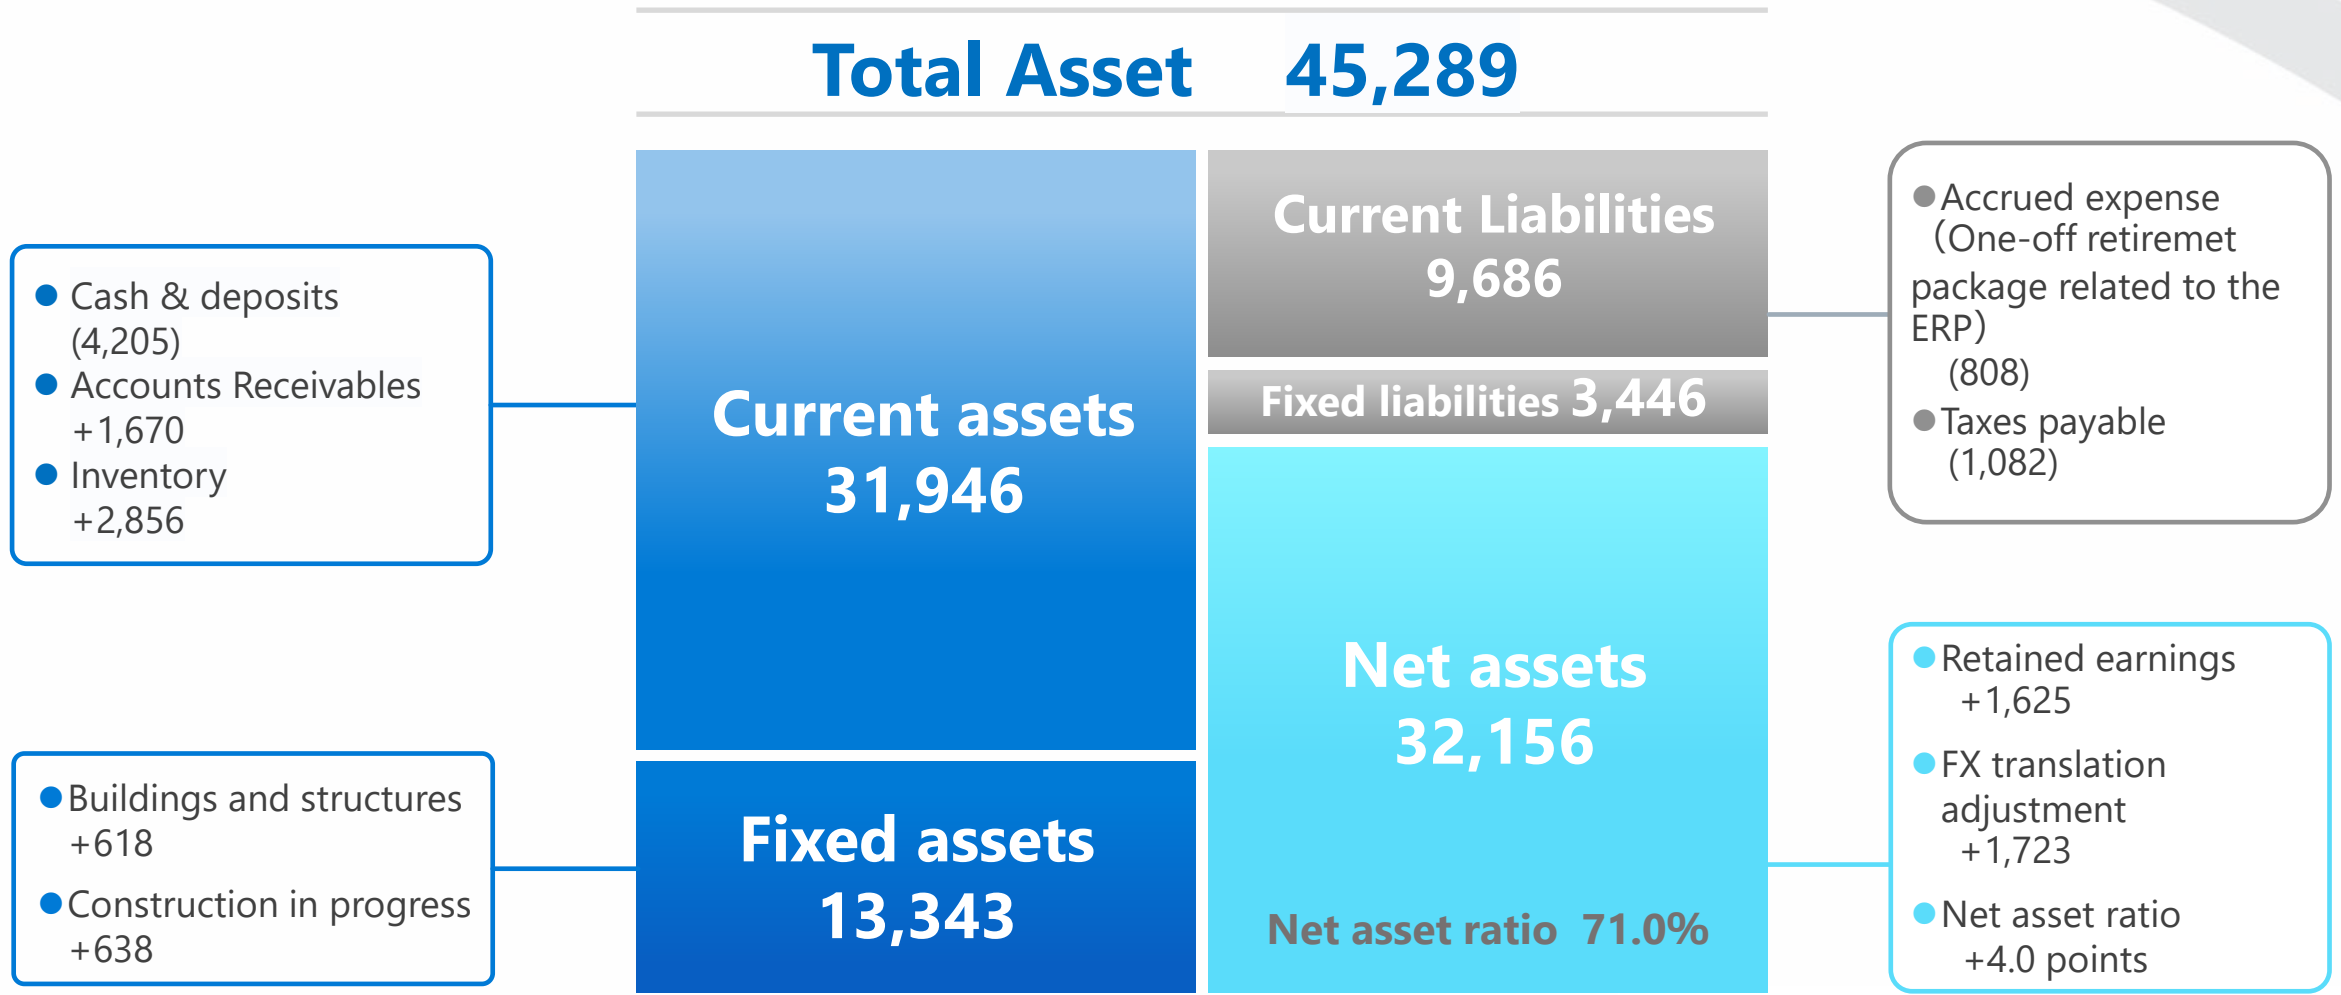 Total Asset 45,289
● Cash & deposits
(4,205)
● Accounts Receivables
+1,670
● Inventory
+2,856
● Buildings and structures
+618
● Construction in progress
+638
Current assets
31,946
Fixed assets
13,343
Current Liabilities
9,686
Fixed liabilities 3,446
Net assets
32,156
Net asset ratio 71.0%
● Accrued expense
(One-off retiremet
package related to the
ERP)
(808)
● Taxes payable
(1,082)
● Retained earnings
+1,625
● FX translation
adjustment
+1,723
● Net asset ratio
+4.0 points